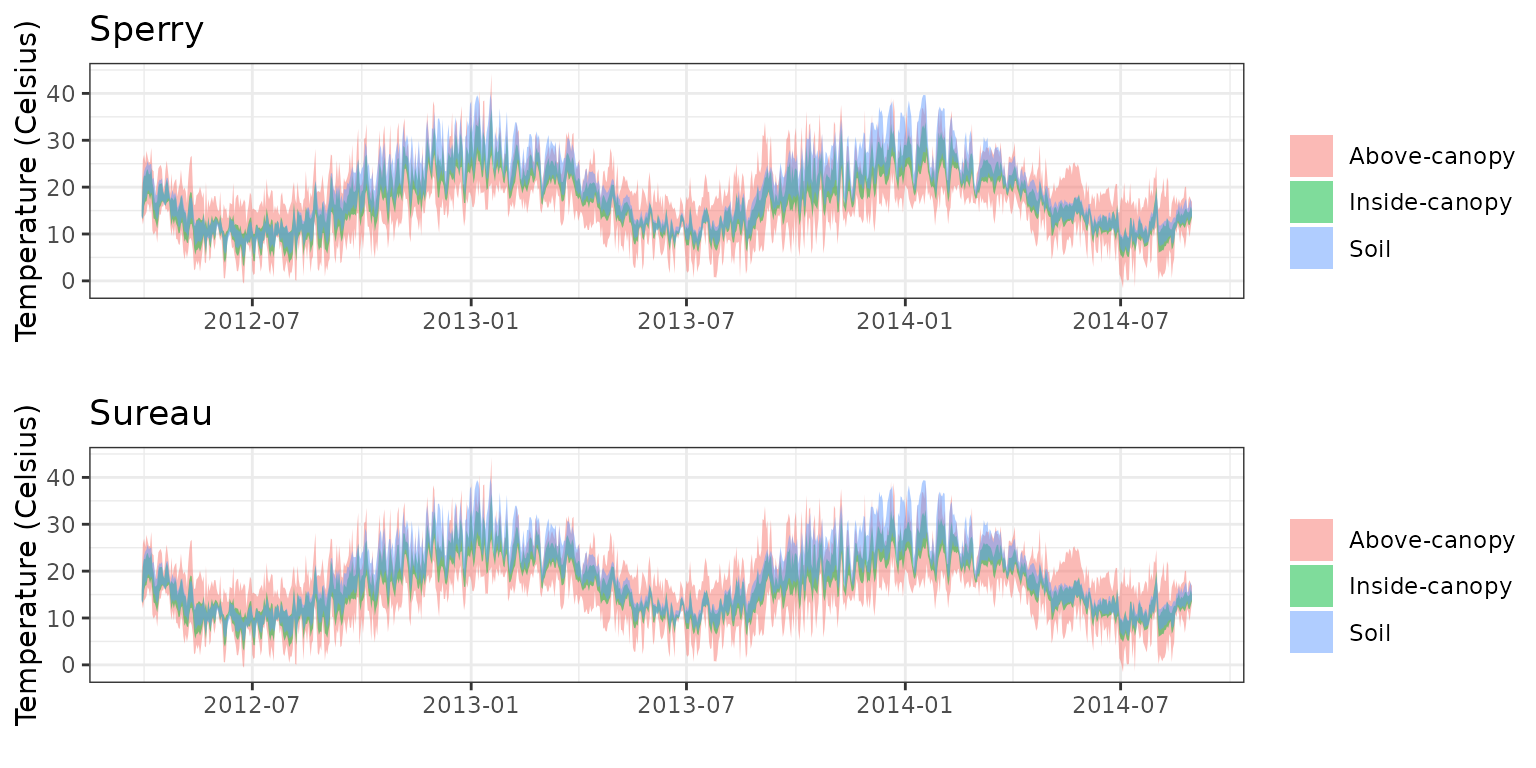 Sperry
Temperature (Celsius)
40
30
20
10
0
2012-07 2013-01 2013-07 2014-01 2014-07
Above-canopy
Inside-canopy
Soil
Sureau
Temperature (Celsius)
40
30
20
10
0
2012-07 2013-01 2013-07 2014-01 2014-07
Above-canopy
Inside-canopy
Soil